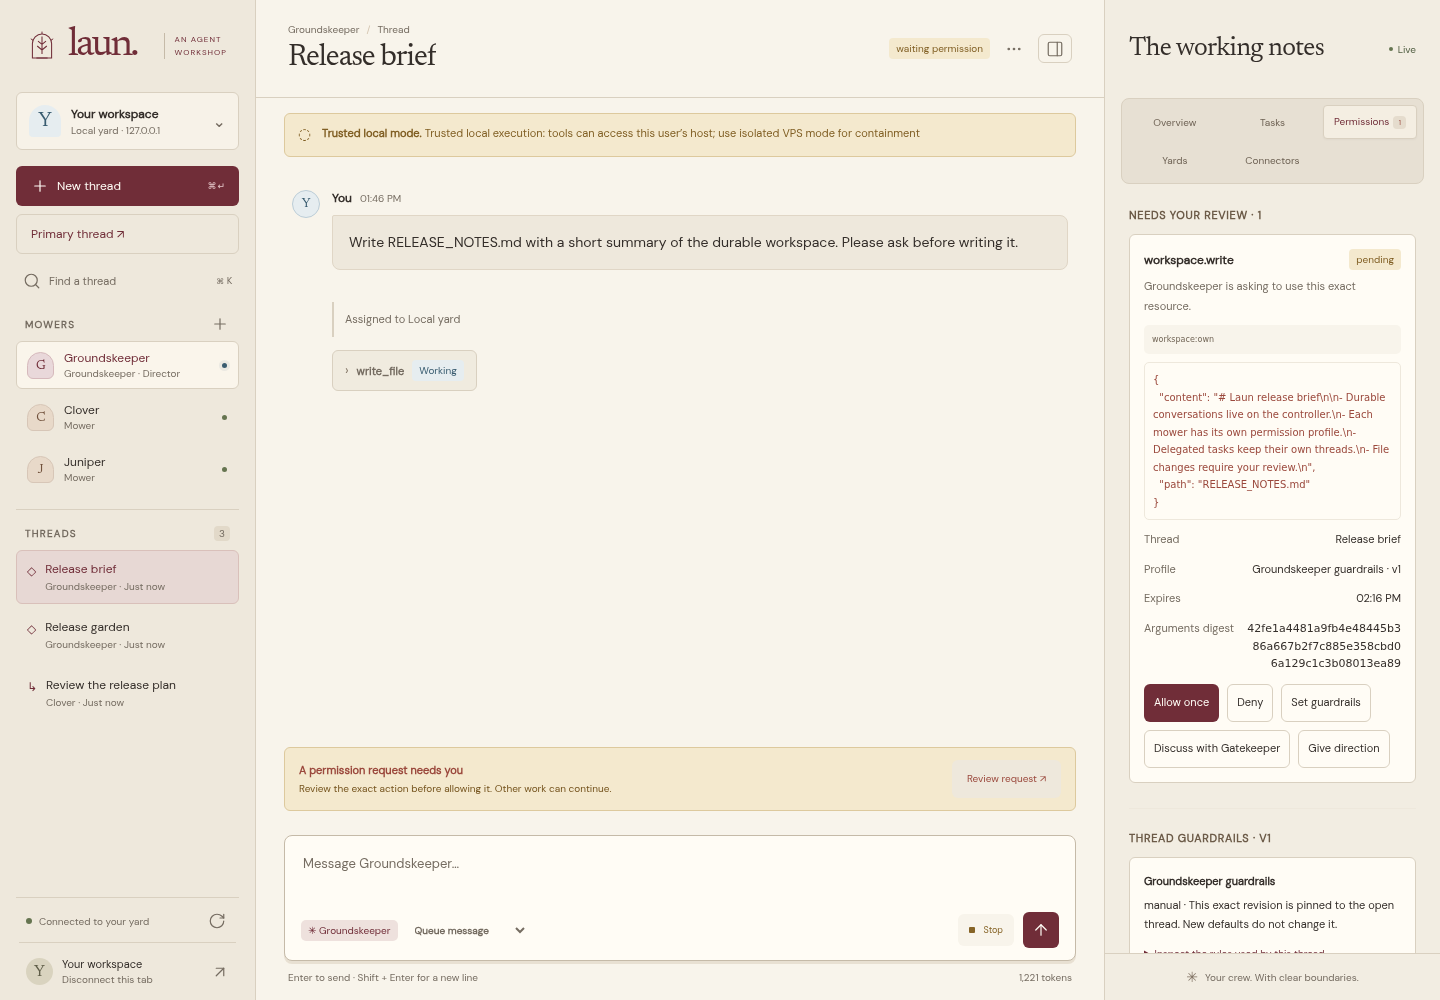 laun.
AN AGENT
WORKSHOP
Y
Your workspace
Local yard · 127.0.0.1
New thread
⌘↵
Primary thread ↗
Find a thread
⌘ K
MOWERS
G
Groundskeeper
Groundskeeper · Director
C
Clover
Mower
J
Juniper
Mower
THREADS
3
Release brief
Groundskeeper · Just now
Release garden
Groundskeeper · Just now
Review the release plan
Clover · Just now
Connected to your yard
Y
Your workspace
Disconnect this tab
Groundskeeper / Thread
Release brief
waiting permission
Trusted local mode. Trusted local execution: tools can access this user's host; use isolated VPS mode for containment
Y
You 01:46 PM
Write RELEASE_NOTES.md with a short summary of the durable workspace. Please ask before writing it.
Assigned to Local yard
› write_file Working
A permission request needs you
Review the exact action before allowing it. Other work can continue.
Review request ↗
Message Groundskeeper...
✳ Groundskeeper
Queue message
Stop
Enter to send · Shift + Enter for a new line
1,221 tokens
The working notes
Live
Overview
Tasks
Permissions 1
Yards
Connectors
NEEDS YOUR REVIEW · 1
workspace.write
pending
Groundskeeper is asking to use this exact
resource.
workspace:own
{
"content": "# Laun release brief\n\n- Durable
conversations live on the controller.\n- Each
mower has its own permission profile.\n-
Delegated tasks keep their own threads.\n- File
changes require your review.\n",
"path": "RELEASE_NOTES.md"
}
Thread Release brief
Profile Groundskeeper guardrails · v1
Expires 02:16 PM
Arguments digest 42fe1a4481a9fb4e48445b3
86a667b2f7c885e358cbd0
6a129c1c3b08013ea89
Allow once
Deny
Set guardrails
Discuss with Gatekeeper
Give direction
THREAD GUARDRAILS · V1
Groundskeeper guardrails
manual · This exact revision is pinned to the open
thread. New defaults do not change it.
▸ Inspect the rules used by this thread
✳ Your crew. With clear boundaries.